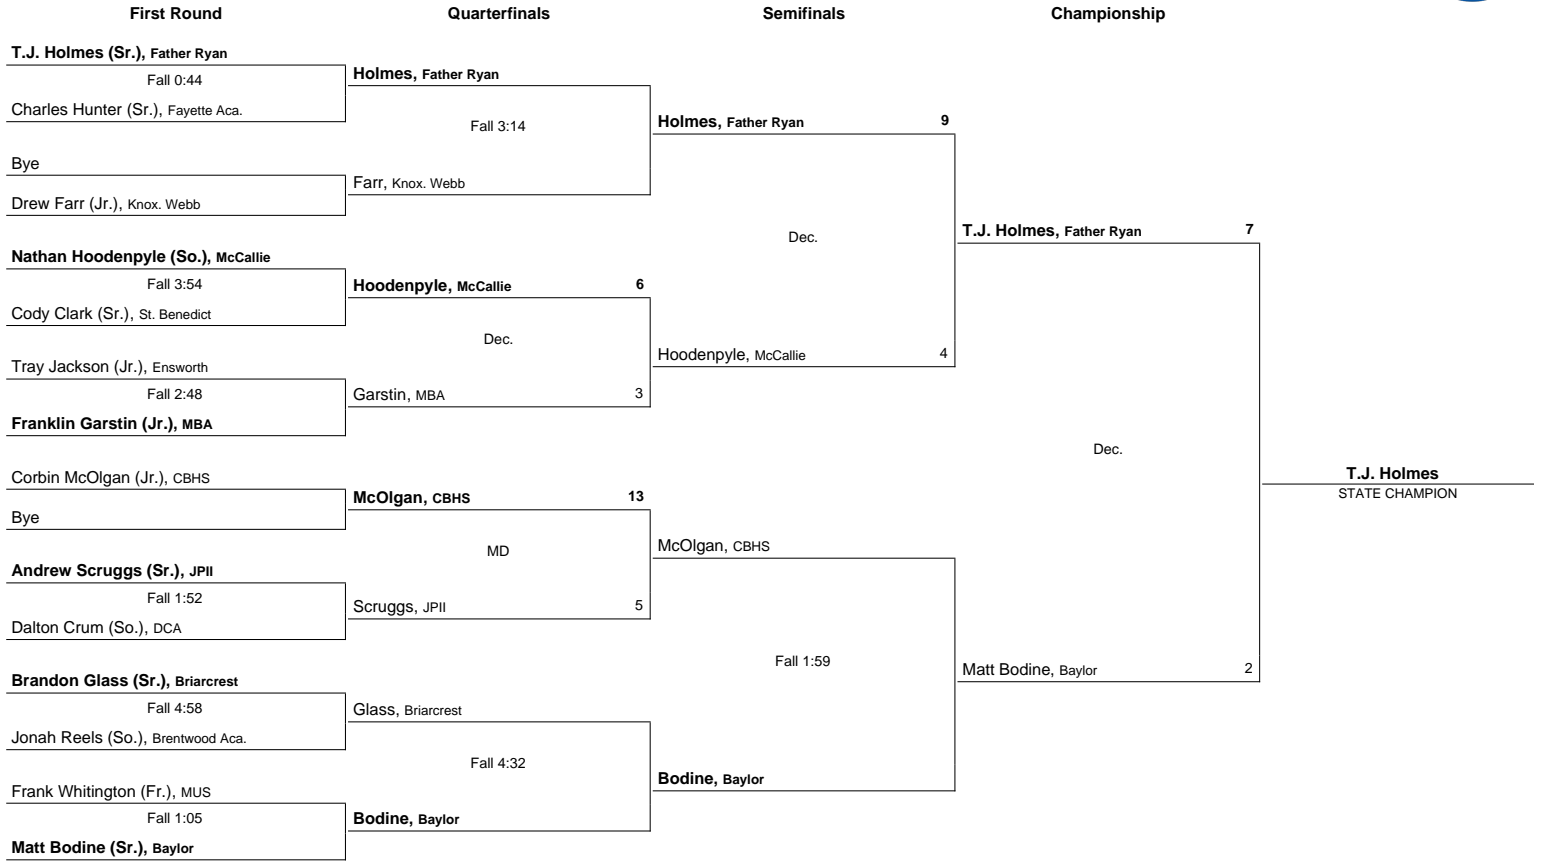 First Round
Quarterfinals
Semifinals
Championship
T.J. Holmes (Sr.), Father Ryan
Fall 0:44
Charles Hunter (Sr.), Fayette Aca.
Bye
Drew Farr (Jr.), Knox. Webb
Nathan Hoodenpyle (So.), McCallie
Fall 3:54
Cody Clark (Sr.), St. Benedict
Tray Jackson (Jr.), Ensworth
Fall 2:48
Franklin Garstin (Jr.), MBA
Corbin McOlgan (Jr.), CBHS
Bye
Andrew Scruggs (Sr.), JPII
Fall 1:52
Dalton Crum (So.), DCA
Brandon Glass (Sr.), Briarcrest
Fall 4:58
Jonah Reels (So.), Brentwood Aca.
Frank Whitington (Fr.), MUS
Fall 1:05
Matt Bodine (Sr.), Baylor
Holmes, Father Ryan
Fall 3:14
Farr, Knox. Webb
Hoodenpyle, McCallie 6
Dec.
Garstin, MBA 3
McOlgan, CBHS 13
MD
Scruggs, JPII 5
Glass, Briarcrest
Fall 4:32
Bodine, Baylor
Holmes, Father Ryan 9
Dec.
Hoodenpyle, McCallie 4
McOlgan, CBHS
Fall 1:59
Bodine, Baylor
T.J. Holmes, Father Ryan 7
Dec.
Matt Bodine, Baylor 2
T.J. Holmes
STATE CHAMPION